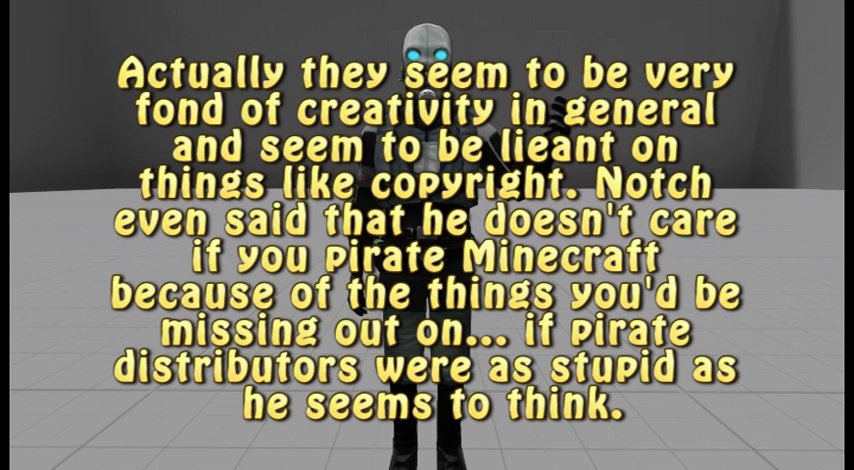 Actually they seem to be very
fond of creativity in general
and seem to be lieant on
things like copyright. Notch
even said that he doesn't care
if you pirate Minecraft
because of the things you'd be
missing out on... if pirate
distributors were as stupid as
he seems to think.